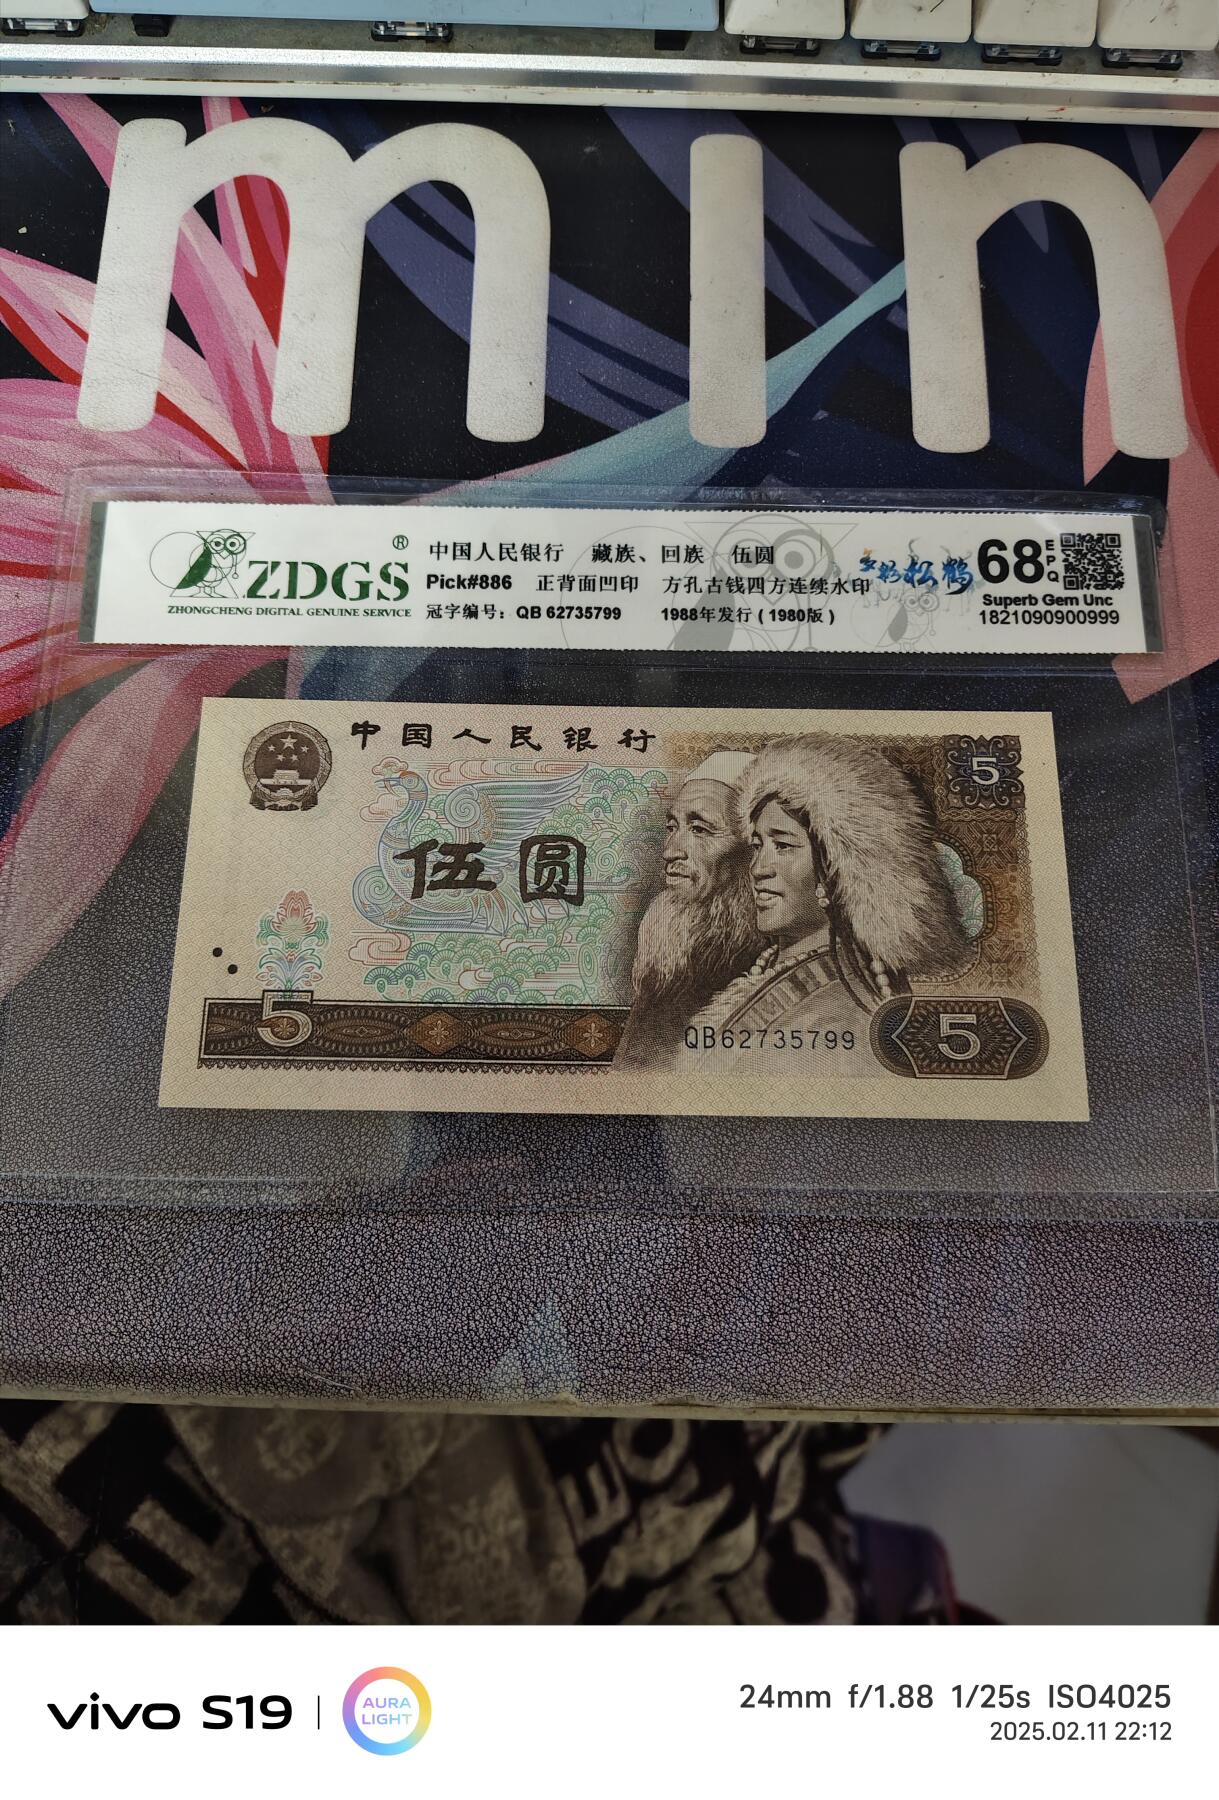 min
ZDGS®
ZHONGCHENG DIGITAL GENUINE SERVICE
中国人民银行 藏族、回族 伍圆
Pick#886 正背面凹印 方孔古钱四方连续水印
冠字编号：QB 62735799 1988年发行（1980版）
松鹤
68 EPQ
Superb Gem Unc
1821090900999
中国人民银行
5
伍圆
5
QB62735799
5
vivo S19
AURA LIGHT
24mm f/1.88 1/25s ISO4025
2025.02.11 22:12